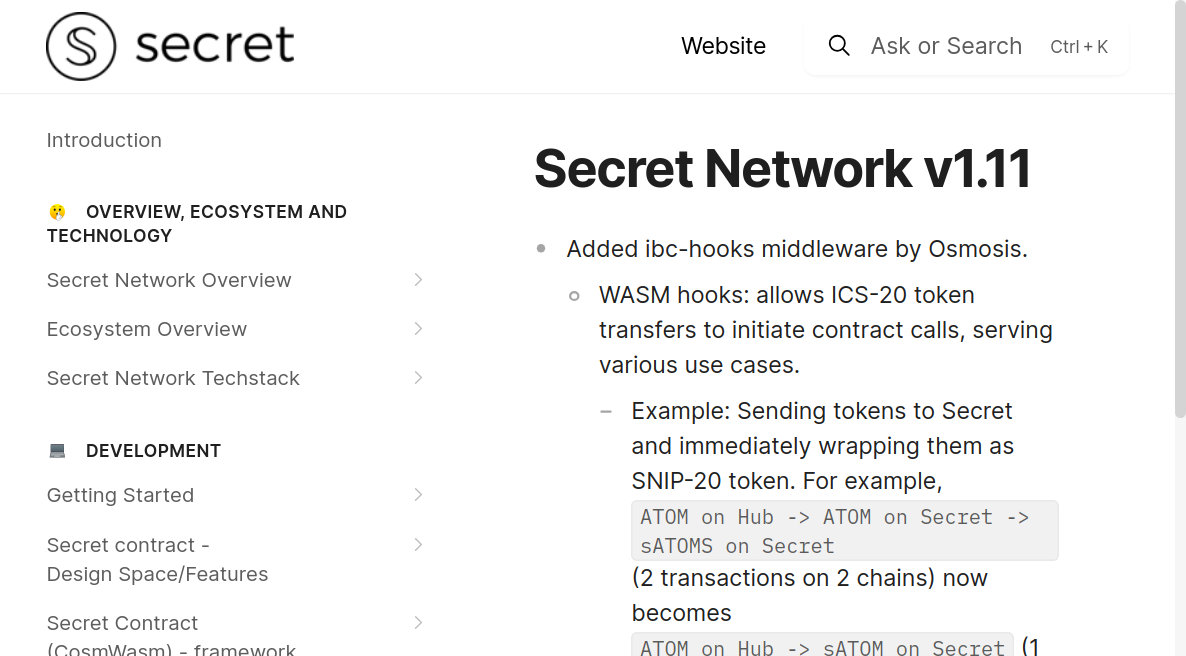 secret
Website
Ask or Search Ctrl + K
Introduction
OVERVIEW, ECOSYSTEM AND
TECHNOLOGY
Secret Network Overview
Ecosystem Overview
Secret Network Techstack
DEVELOPMENT
Getting Started
Secret contract -
Design Space/Features
Secret Contract
(CosmWasm) - framework
Secret Network v1.11
Added ibc-hooks middleware by Osmosis.
WASM hooks: allows ICS-20 token
transfers to initiate contract calls, serving
various use cases.
Example: Sending tokens to Secret
and immediately wrapping them as
SNIP-20 token. For example,
ATOM on Hub -> ATOM on Secret ->
sATOMS on Secret
(2 transactions on 2 chains) now
becomes
ATOM on Hub -> sATOM on Secret (1